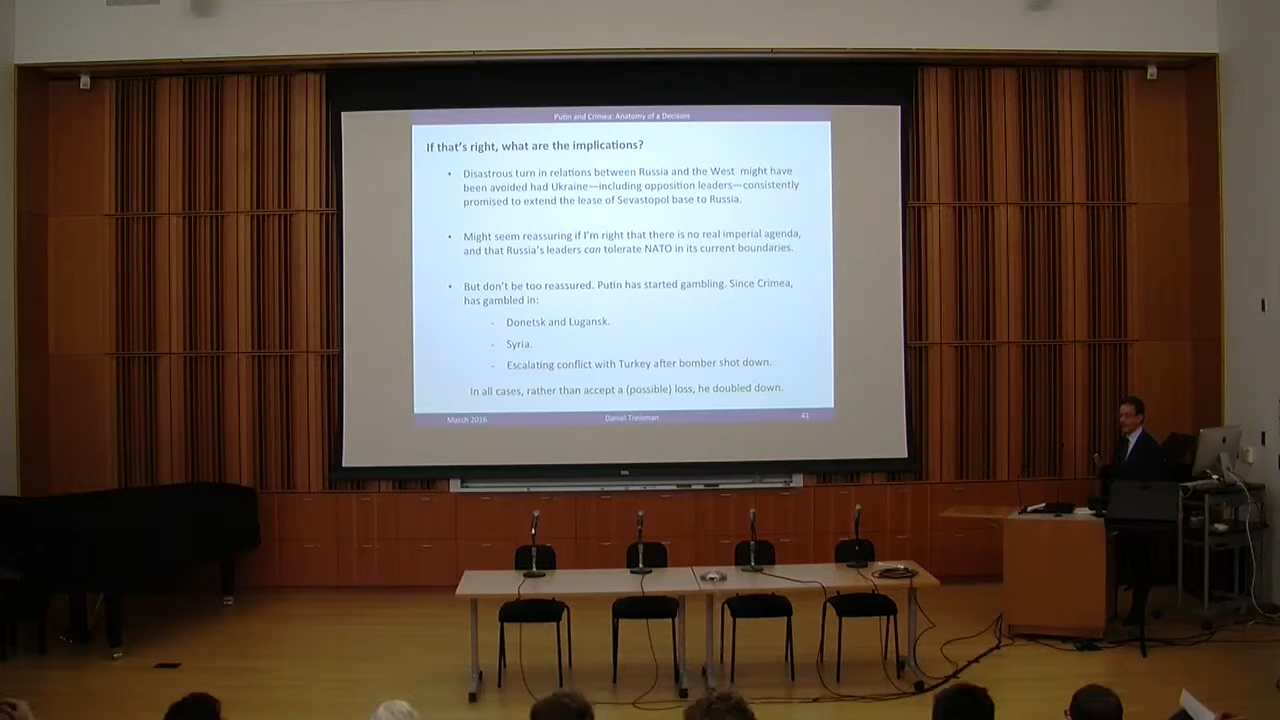 Putin and Crimea: Anatomy of a Decision
If that's right, what are the implications?
• Disastrous turn in relations between Russia and the West might have
been avoided had Ukraine—including opposition leaders—consistently
promised to extend the lease of Sevastopol base to Russia.
• Might seem reassuring if I'm right that there is no real imperial agenda,
and that Russia's leaders can tolerate NATO in its current boundaries.
• But don't be too reassured. Putin has started gambling. Since Crimea,
has gambled in:
- Donetsk and Lugansk.
- Syria.
- Escalating conflict with Turkey after bomber shot down.
In all cases, rather than accept a (possible) loss, he doubled down.
March 2016 Daniel Treisman 41